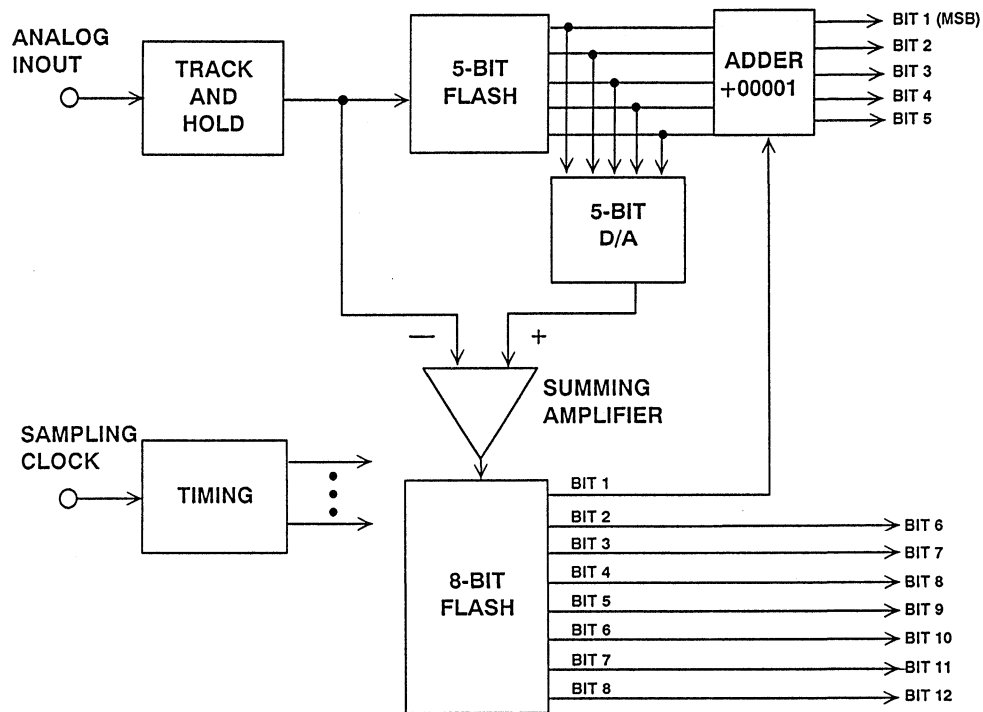 ANALOG
INOUT
TRACK
AND
HOLD
5-BIT
FLASH
ADDER
+00001
BIT 1 (MSB)
BIT 2
BIT 3
BIT 4
BIT 5
5-BIT
D/A
—
+
SUMMING
AMPLIFIER
SAMPLING
CLOCK
TIMING
8-BIT
FLASH
BIT 1
BIT 2
BIT 3
BIT 4
BIT 5
BIT 6
BIT 7
BIT 8
BIT 6
BIT 7
BIT 8
BIT 9
BIT 10
BIT 11
BIT 12